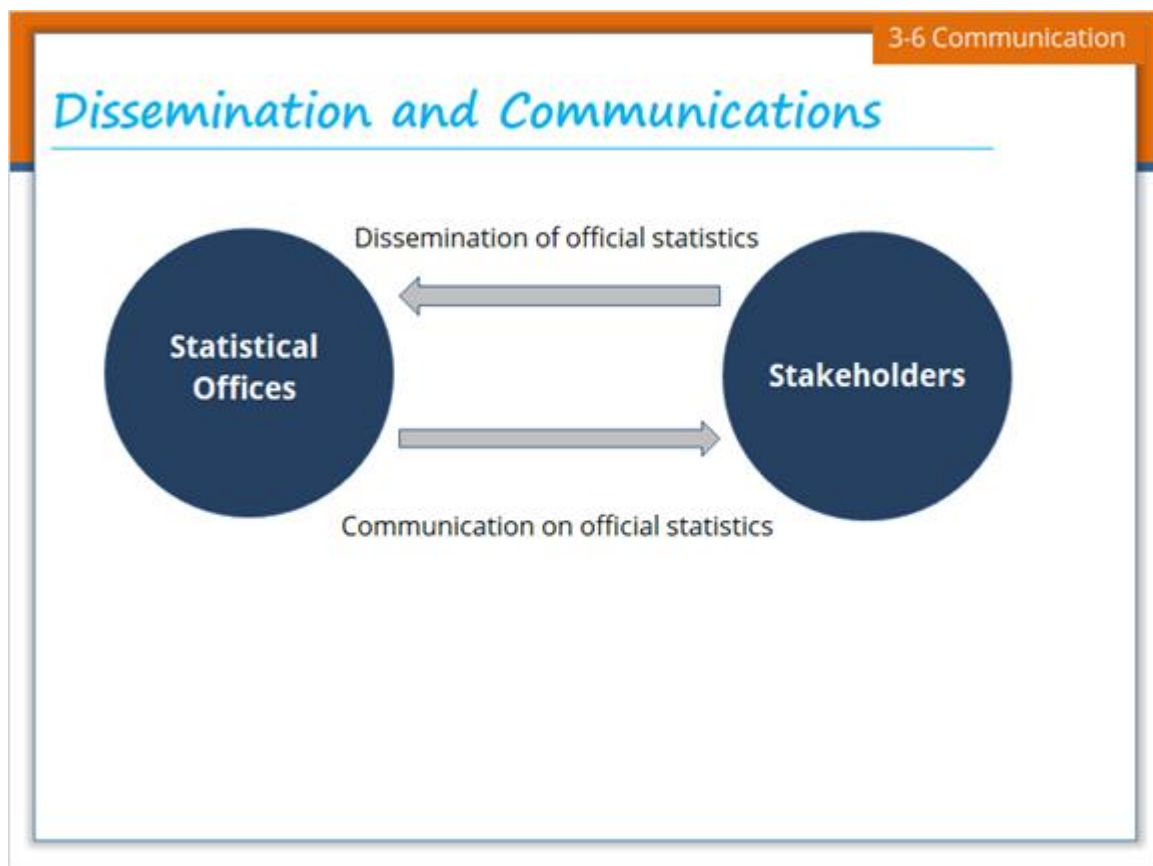 3-6 Communication
Dissemination and Communications
Dissemination of official statistics
Statistical
Offices
Stakeholders
Communication on official statistics